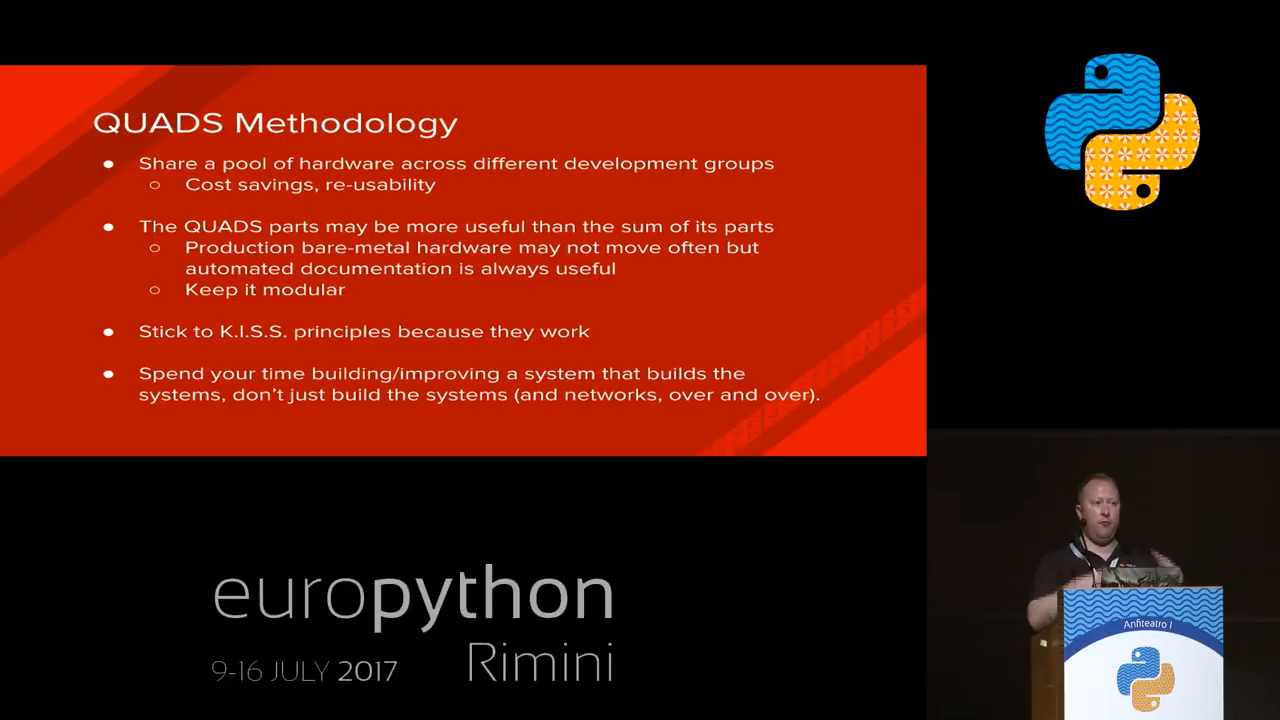 QUADS Methodology
● Share a pool of hardware across different development groups
○ Cost savings, re-usability
● The QUADS parts may be more useful than the sum of its parts
○ Production bare-metal hardware may not move often but
automated documentation is always useful
○ Keep it modular
● Stick to K.I.S.S. principles because they work
● Spend your time building/improving a system that builds the
systems, don’t just build the systems (and networks, over and over).
europython
Rimini
9-16 JULY 2017
Anfiteatro I